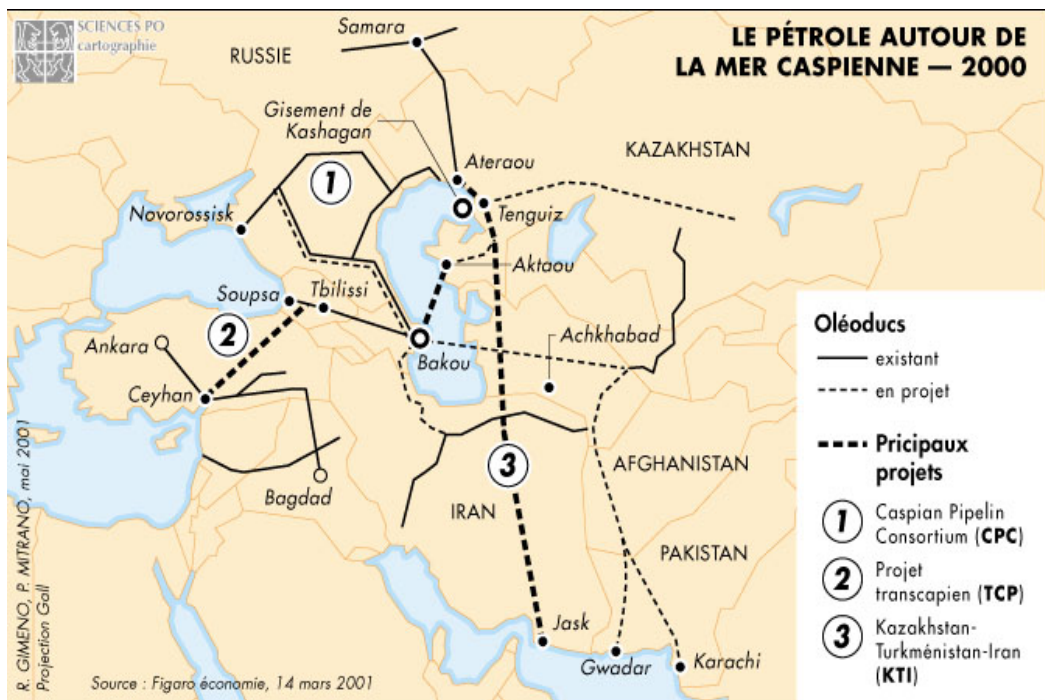 SCIENCES PO
cartographie
LE PÉTROLE AUTOUR DE
LA MER CASPIENNE — 2000
Samara
RUSSIE
Gisement de
Kashagan
KAZAKHSTAN
Ateraou
1
Novorossisk
Tenguiz
Aktaou
Soupsa
Tbilissi
2
Ankara
Bakou
Achkhabad
Ceyhan
3
AFGHANISTAN
Bagdad
IRAN
PAKISTAN
Jask
Gwadar
Karachi
Oléoducs
existant
en projet
Pricipaux
projets
1 Caspian Pipelin
Consortium (CPC)
2 Projet
transcapien (TCP)
3 Kazakhstan-
Turkménistan-Iran
(KTI)
R. GIMENO, P. MITRANO, mai 2001
Projection Gall
Source : Figaro économie, 14 mars 2001